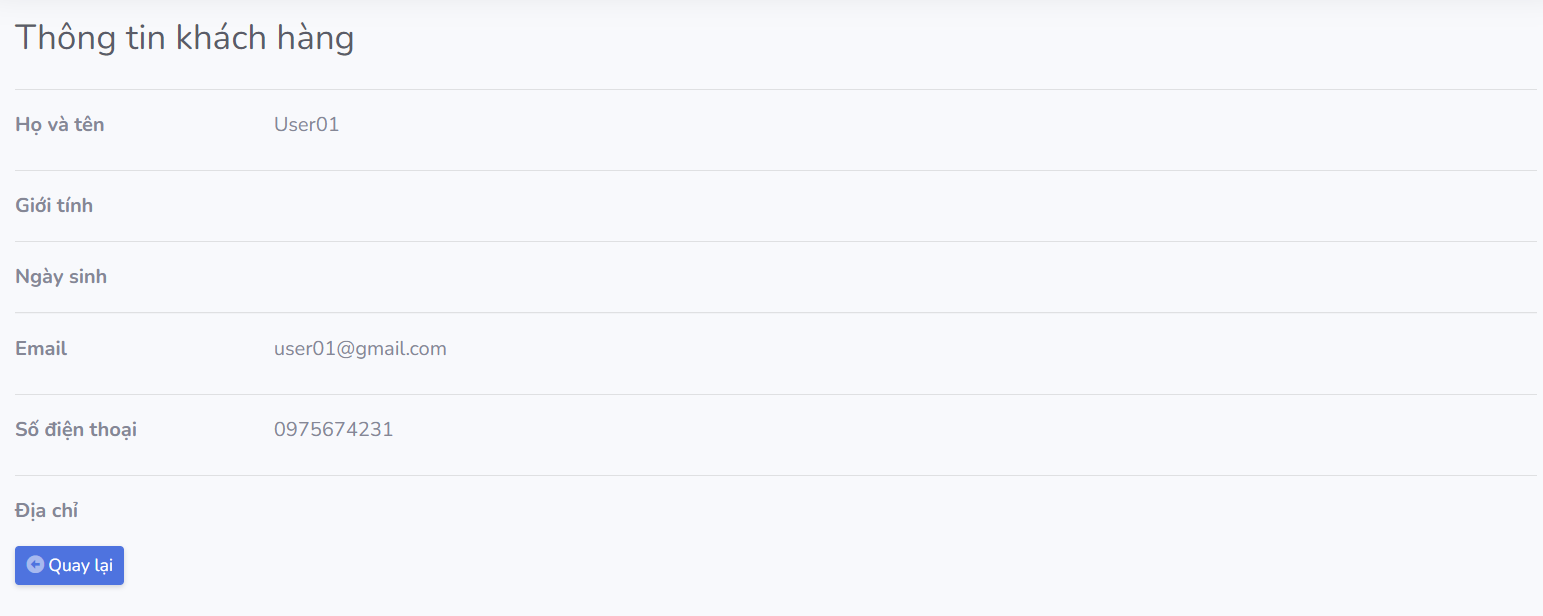 Thông tin khách hàng
Họ và tên User01
Giới tính
Ngày sinh
Email user01@gmail.com
Số điện thoại 0975674231
Địa chỉ
Quay lại